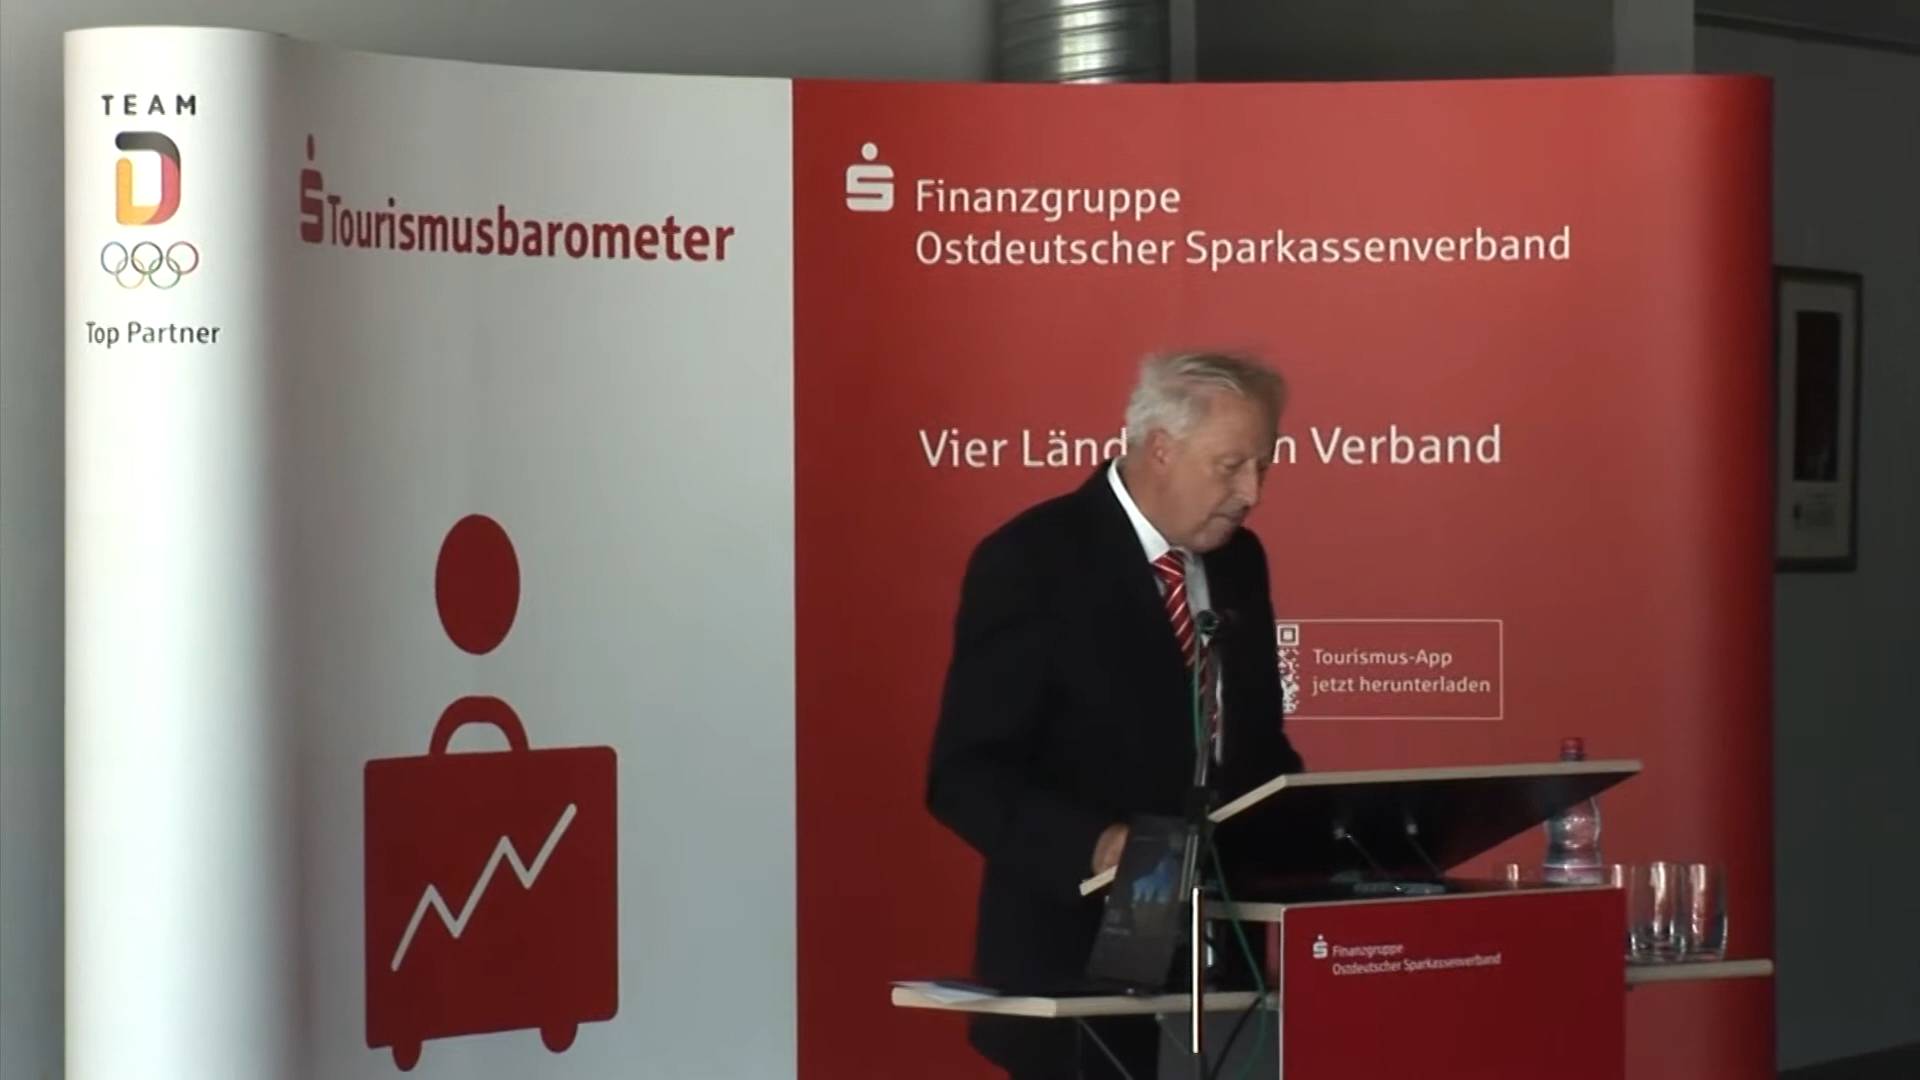 TEAM
D
Top Partner
Tourismusbarometer
Finanzgruppe
Ostdeutscher Sparkassenverband
Vier Länd n Verband
Tourismus-App
jetzt herunterladen
Finanzgruppe
Ostdeutscher Sparkassenverband